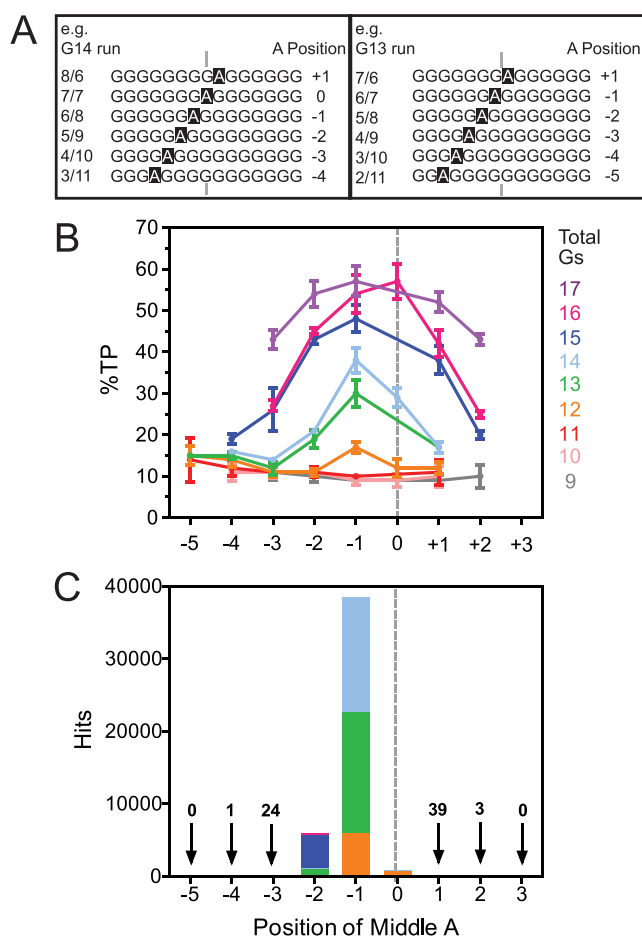 A
e.g.
G14 run A Position
8/6 GGGGGGGGAGGGGGG +1
7/7 GGGGGGGAGGGGGGG 0
6/8 GGGGGGAGGGGGGGG -1
5/9 GGGGGAGGGGGGGGG -2
4/10 GGGGAGGGGGGGGGG -3
3/11 GGGAGGGGGGGGGGG -4
e.g.
G13 run A Position
7/6 GGGGGGGAGGGGGG +1
6/7 GGGGGGAGGGGGGG -1
5/8 GGGGGAGGGGGGGG -2
4/9 GGGGAGGGGGGGGG -3
3/10 GGGAGGGGGGGGGG -4
2/11 GGAGGGGGGGGGGG -5
B
%TP
70
60
50
40
30
20
10
0
-5 -4 -3 -2 -1 0 +1 +2 +3
Total
Gs
17
16
15
14
13
12
11
10
9
C
Hits
40000
30000
20000
10000
0
0 1 24 39 3 0
-5 -4 -3 -2 -1 0 1 2 3
Position of Middle A